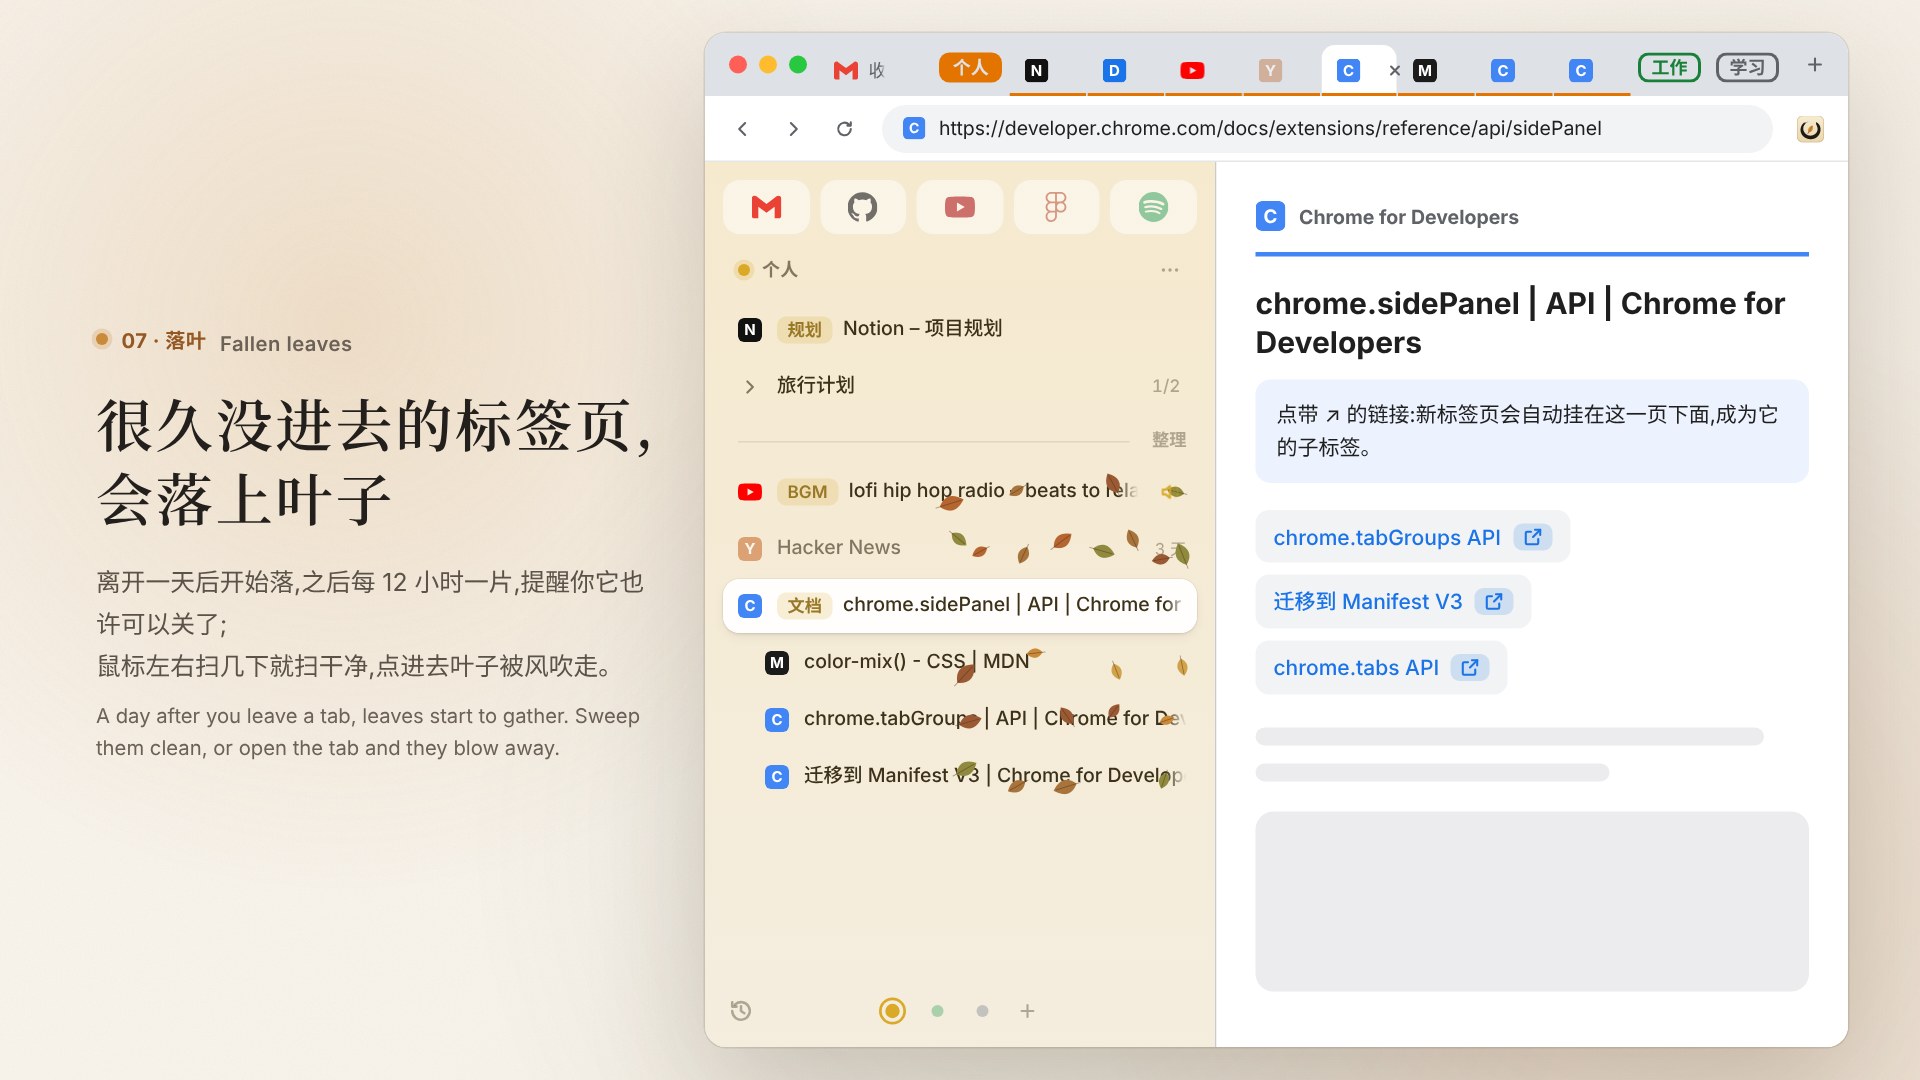 07 · 落叶 Fallen leaves
很久没进去的标签页,
会落上叶子
离开一天后开始落,之后每 12 小时一片,提醒你它也
许可以关了;
鼠标左右扫几下就扫干净,点进去叶子被风吹走。
A day after you leave a tab, leaves start to gather. Sweep
them clean, or open the tab and they blow away.
收
个人
N
D
Y
C
M
C
C
工作
学习
C https://developer.chrome.com/docs/extensions/reference/api/sidePanel
个人
N 规划 Notion – 项目规划
旅行计划 1/2
整理
BGM lofi hip hop radio beats to rela
Y Hacker News 3
C 文档 chrome.sidePanel | API | Chrome for
M color-mix() - CSS | MDN
C chrome.tabGroups | API | Chrome for Dev
C 迁移到 Manifest V3 | Chrome for Develop
C Chrome for Developers
chrome.sidePanel | API | Chrome for
Developers
点带 ↗ 的链接:新标签页会自动挂在这一页下面,成为它
的子标签。
chrome.tabGroups API
迁移到 Manifest V3
chrome.tabs API